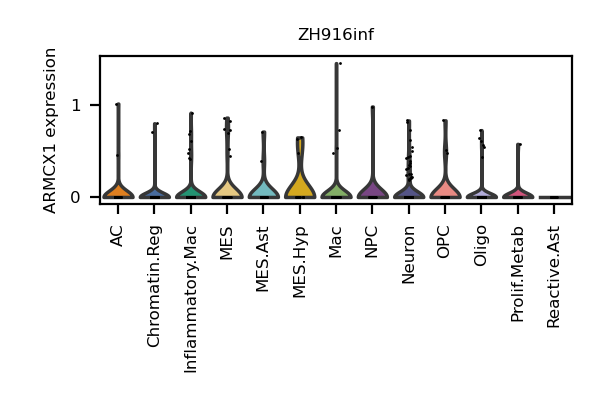 ZH916inf
ARMCX1 expression
1
0
AC
Chromatin.Reg
Inflammatory.Mac
MES
MES.Ast
MES.Hyp
Mac
NPC
Neuron
OPC
Oligo
Prolif.Metab
Reactive.Ast